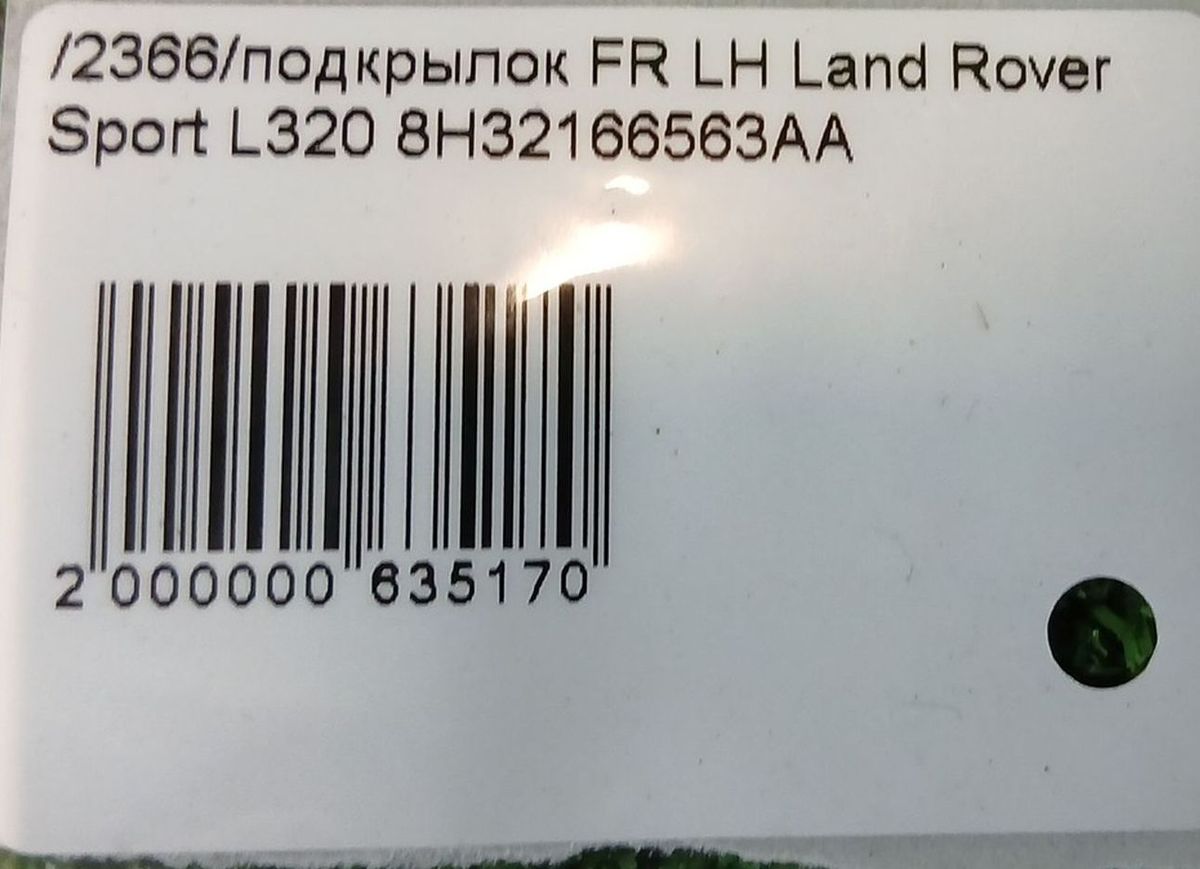 /2366/подкрылок FR LH Land Rover
Sport L320 8H32166563AA
2 000000 635170